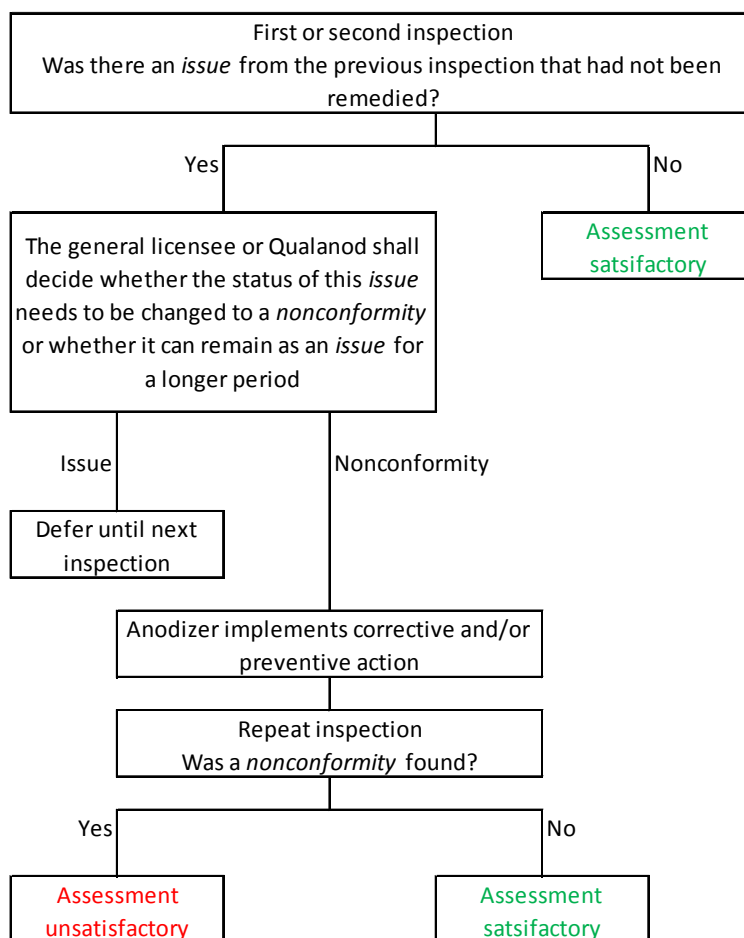 First or second inspection
Was there an issue from the previous inspection that had not been
remedied?
Yes
No
The general licensee or Qualanod shall
decide whether the status of this issue
needs to be changed to a nonconformity
or whether it can remain as an issue for
a longer period
Assessment
satsifactory
Issue
Nonconformity
Defer until next
inspection
Anodizer implements corrective and/or
preventive action
Repeat inspection
Was a nonconformity found?
Yes
No
Assessment
unsatisfactory
Assessment
satsifactory